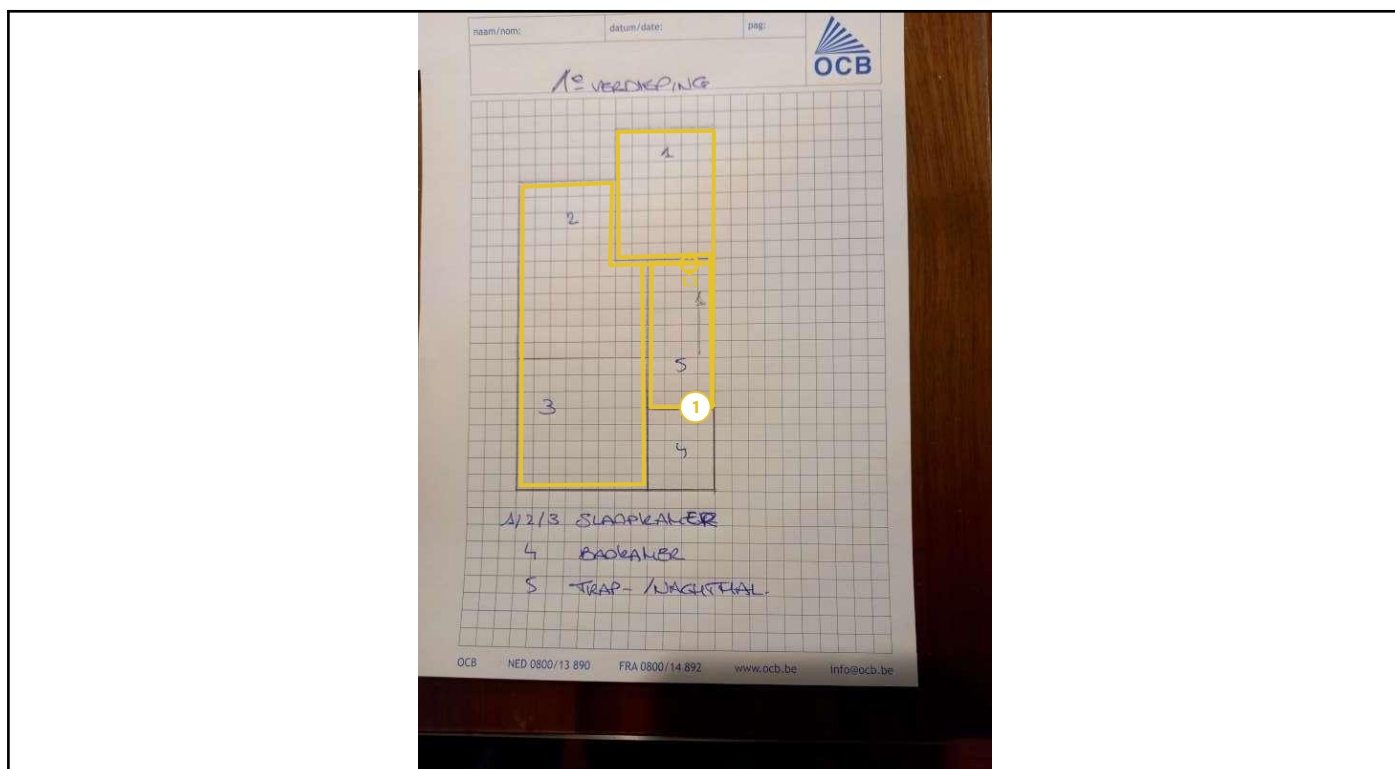 naam/nom: datum/date: pag:
OCB
1e VERDIEPING
1
2
5
3
1
4
1/2/3 SLAAPKAMER
4 BADKAMER
5 TRAP-/NACHTHAL.
OCB NED 0800/13 890 FRA 0800/14 892 www.ocb.be info@ocb.be